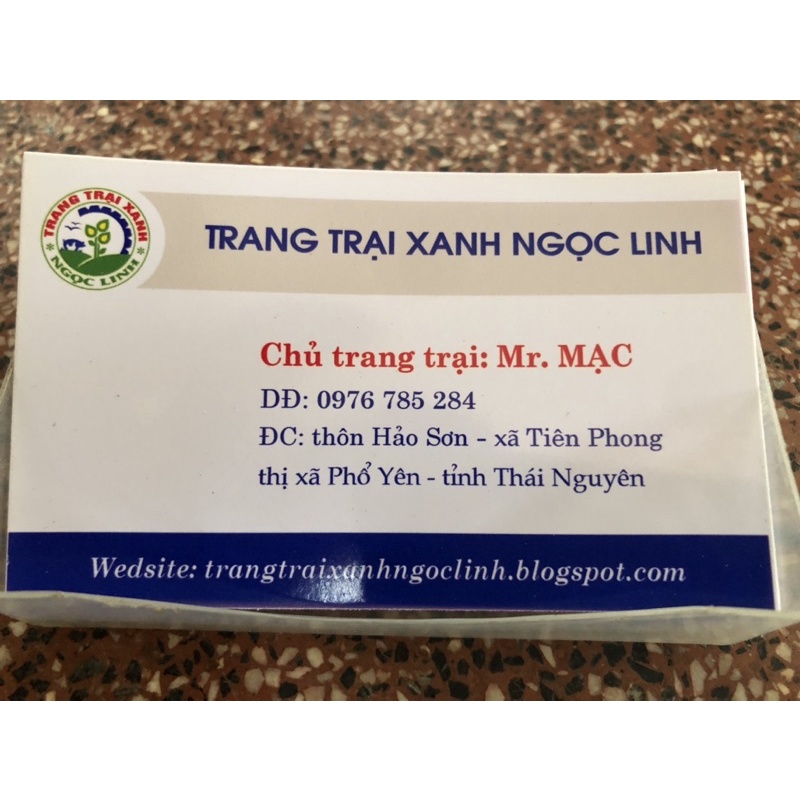 TRANG TRẠI XANH
* NGỌC LINH *
TRANG TRẠI XANH NGỌC LINH
Chủ trang trại: Mr. MẠC
DĐ: 0976 785 284
ĐC: thôn Hảo Sơn - xã Tiên Phong
thị xã Phổ Yên - tỉnh Thái Nguyên
Wedsite: trangtraixanhngoclinh.blogspot.com